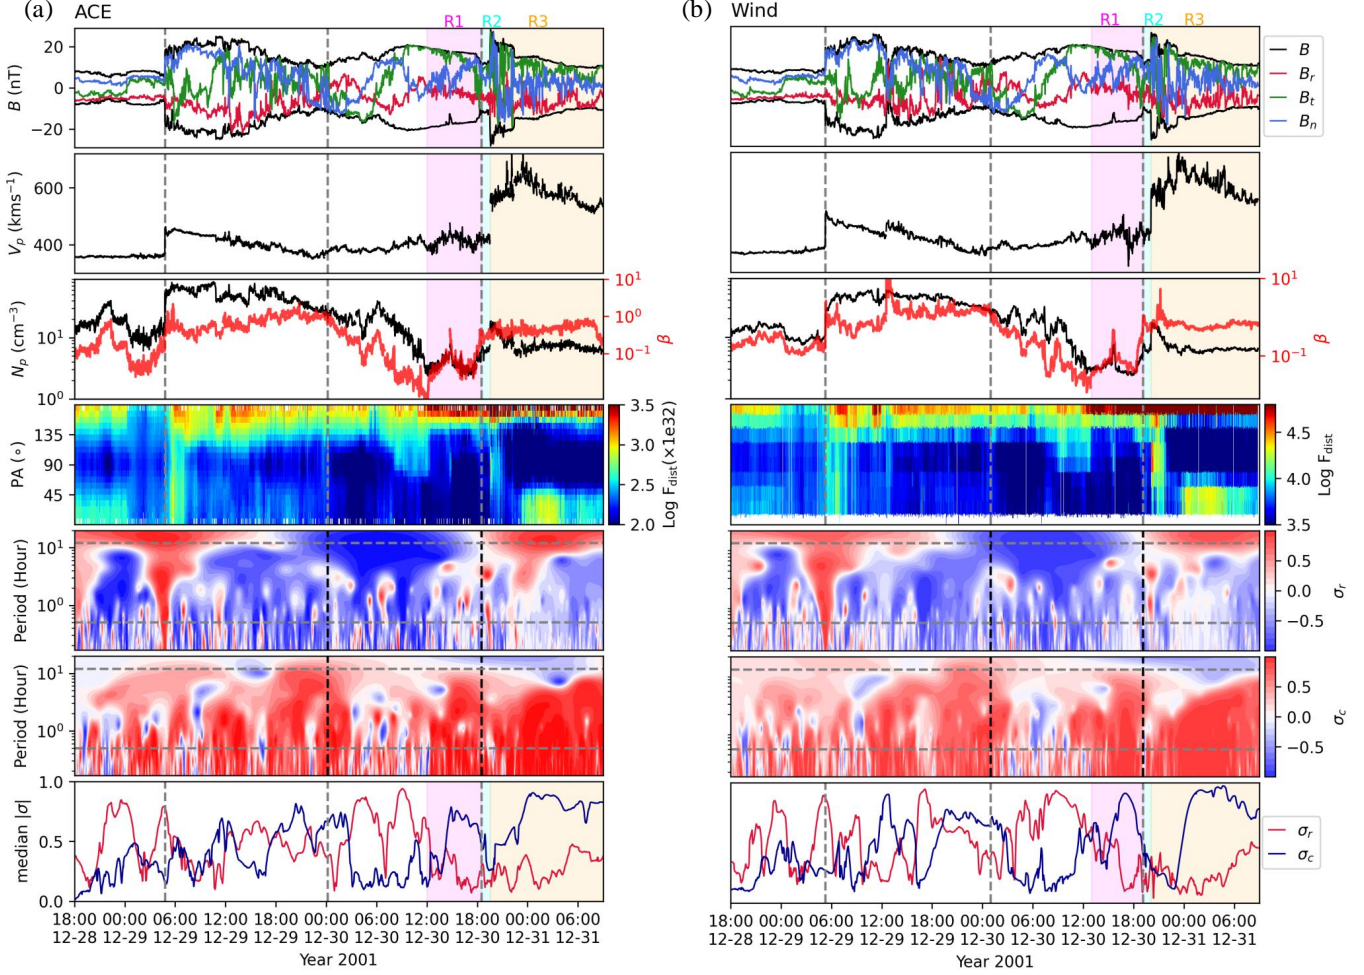 (a) ACE
R1 R2 R3
B (nT)
20
0
−20
Vₚ (kms⁻¹)
600
400
Nₚ (cm⁻³)
10¹
10⁰
10¹
10⁰
10⁻¹
β
PA (∘)
135
90
45
3.5
3.0
2.5
2.0
Log F_dist(×1e32)
Period (Hour)
10¹
10⁰
Period (Hour)
10¹
10⁰
median |σ|
1.0
0.5
0.0
18:00 00:00 06:00 12:00 18:00 00:00 06:00 12:00 18:00 00:00 06:00
12-28 12-29 12-29 12-29 12-29 12-30 12-30 12-30 12-30 12-31 12-31
Year 2001
(b) Wind
R1 R2 R3
B
Bᵣ
Bₜ
Bₙ
10¹
10⁻¹
β
4.5
4.0
3.5
Log F_dist
0.5
0.0
−0.5
σᵣ
0.5
0.0
−0.5
σ_c
σᵣ
σ_c
18:00 00:00 06:00 12:00 18:00 00:00 06:00 12:00 18:00 00:00 06:00
12-28 12-29 12-29 12-29 12-29 12-30 12-30 12-30 12-30 12-31 12-31
Year 2001